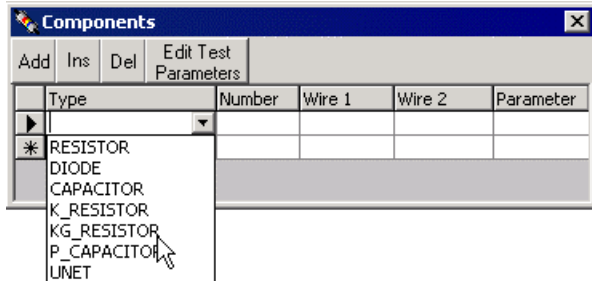 Components
Add Ins Del Edit Test Parameters
Type Number Wire 1 Wire 2 Parameter
RESISTOR
DIODE
CAPACITOR
K_RESISTOR
KG_RESISTOR
P_CAPACITOR
UNET